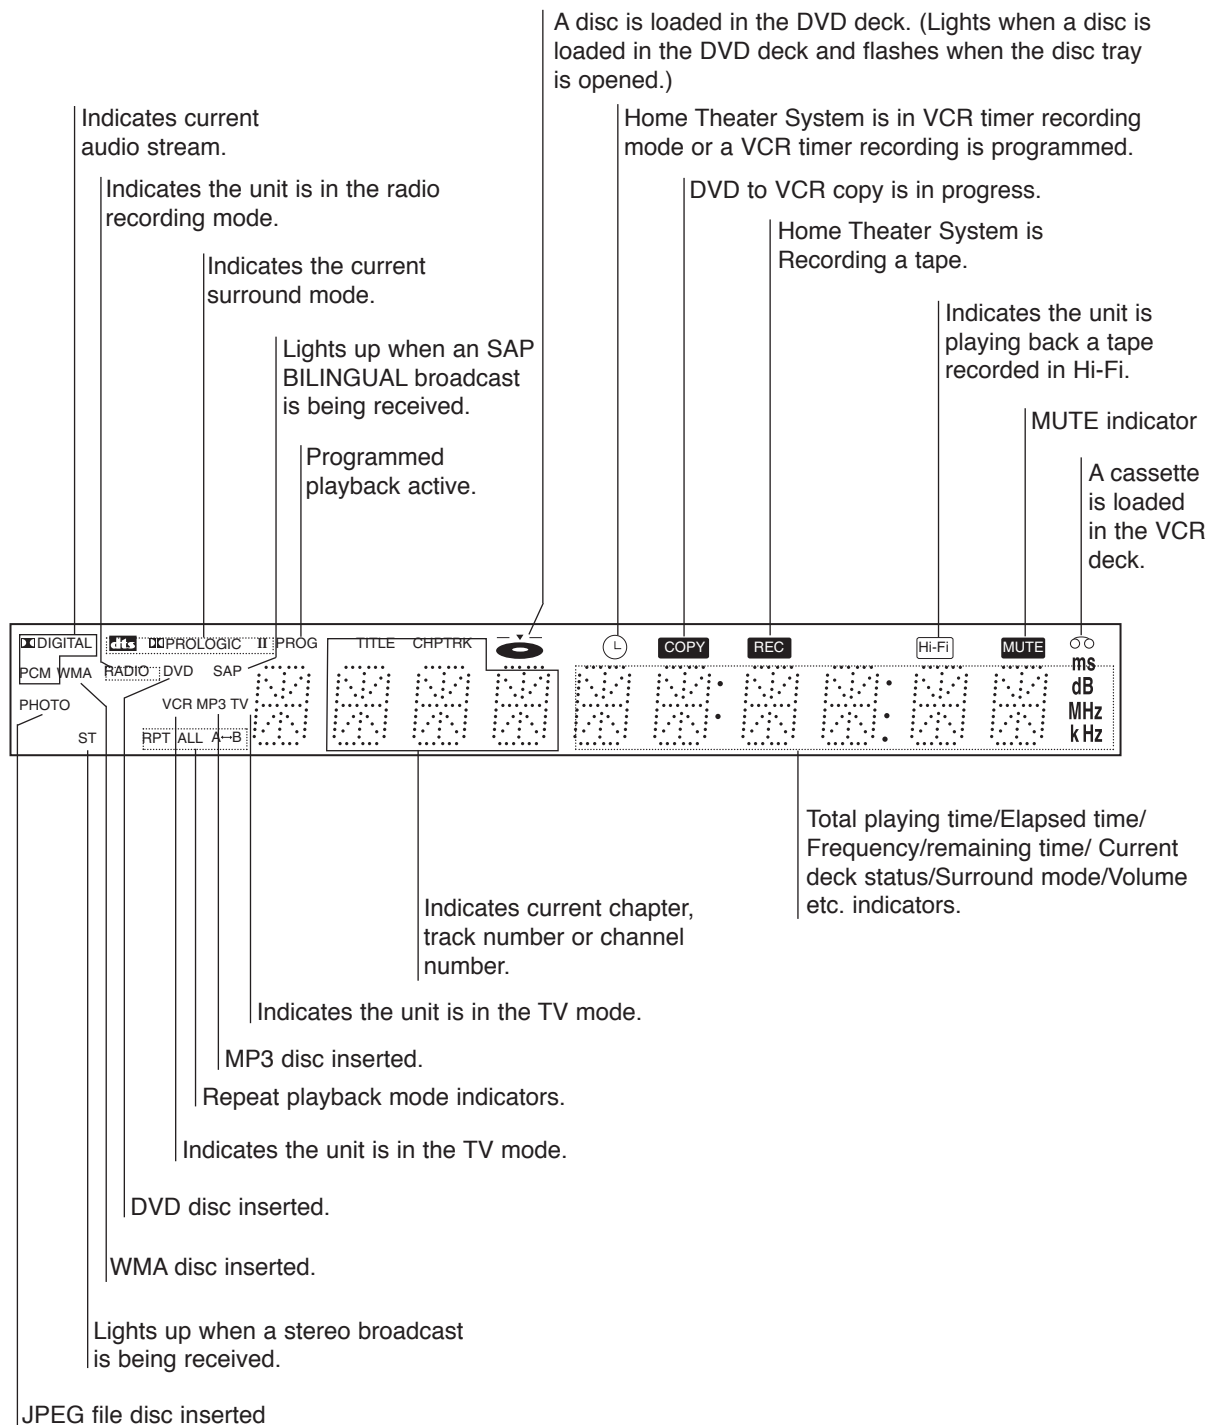 A disc is loaded in the DVD deck. (Lights when a disc is
loaded in the DVD deck and flashes when the disc tray
is opened.)
Indicates current
audio stream.
Home Theater System is in VCR timer recording
mode or a VCR timer recording is programmed.
Indicates the unit is in the radio
recording mode.
DVD to VCR copy is in progress.
Home Theater System is
Recording a tape.
Indicates the current
surround mode.
Indicates the unit is
playing back a tape
recorded in Hi-Fi.
Lights up when an SAP
BILINGUAL broadcast
is being received.
MUTE indicator
Programmed
playback active.
A cassette
is loaded
in the VCR
deck.
DIGITAL dts PROLOGIC II PROG TITLE CHPTRK COPY REC Hi-Fi MUTE
PCM WMA RADIO DVD SAP ms
dB
PHOTO VCR MP3 TV MHz
ST RPT ALL A↔B kHz
Total playing time/Elapsed time/
Frequency/remaining time/ Current
deck status/Surround mode/Volume
etc. indicators.
Indicates current chapter,
track number or channel
number.
Indicates the unit is in the TV mode.
MP3 disc inserted.
Repeat playback mode indicators.
Indicates the unit is in the TV mode.
DVD disc inserted.
WMA disc inserted.
Lights up when a stereo broadcast
is being received.
JPEG file disc inserted